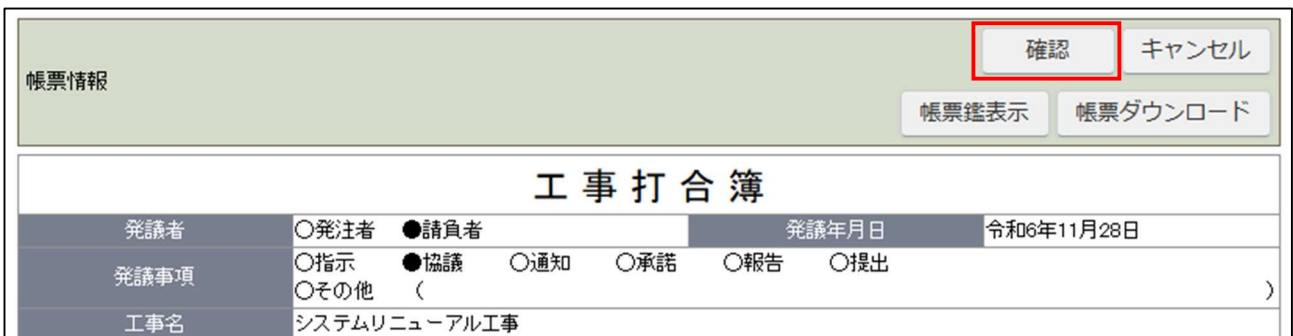 確認 キャンセル
帳票情報
帳票鑑表示 帳票ダウンロード
工事打合簿
発議者 ○発注者 ●請負者 発議年月日 令和6年11月28日
発議事項 ○指示 ●協議 ○通知 ○承諾 ○報告 ○提出
○その他 ( )
工事名 システムリニューアル工事